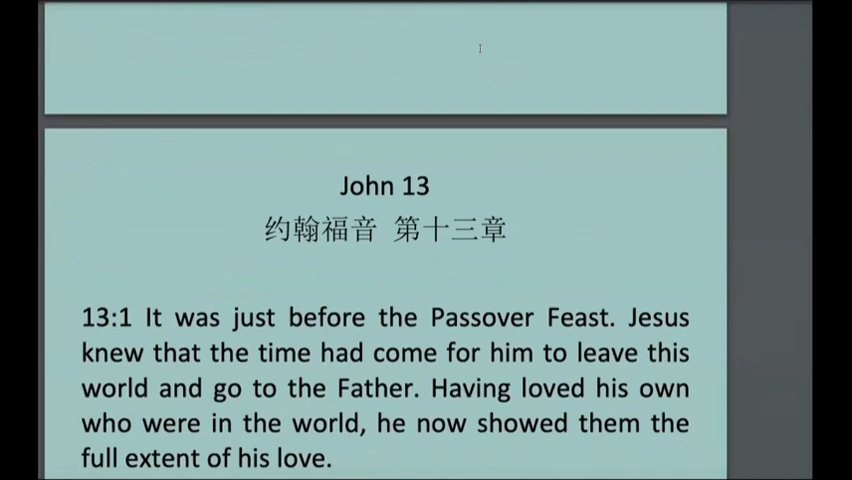 John 13
约翰福音 第十三章
13:1 It was just before the Passover Feast. Jesus
knew that the time had come for him to leave this
world and go to the Father. Having loved his own
who were in the world, he now showed them the
full extent of his love.